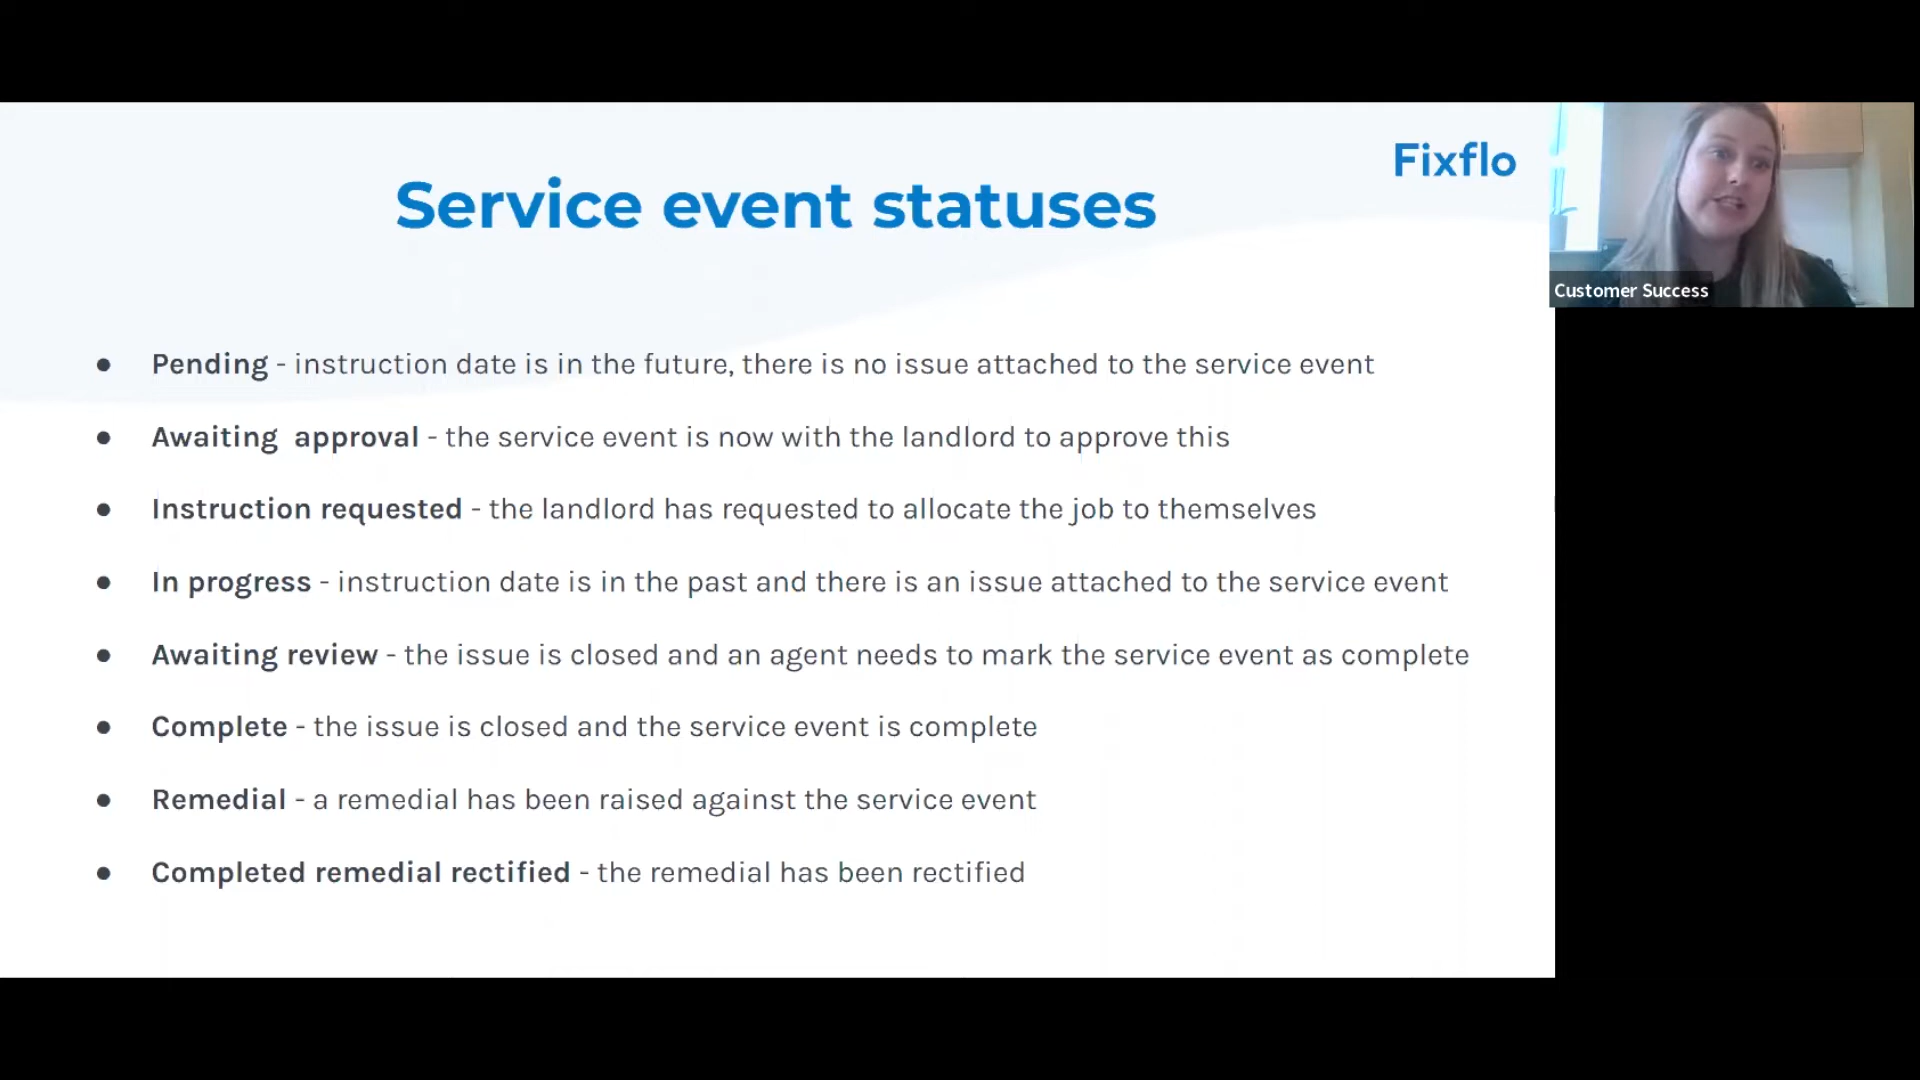 Fixflo
Service event statuses
Customer Success
● Pending - instruction date is in the future, there is no issue attached to the service event
● Awaiting  approval - the service event is now with the landlord to approve this
● Instruction requested - the landlord has requested to allocate the job to themselves
● In progress - instruction date is in the past and there is an issue attached to the service event
● Awaiting review - the issue is closed and an agent needs to mark the service event as complete
● Complete - the issue is closed and the service event is complete
● Remedial - a remedial has been raised against the service event
● Completed remedial rectified - the remedial has been rectified